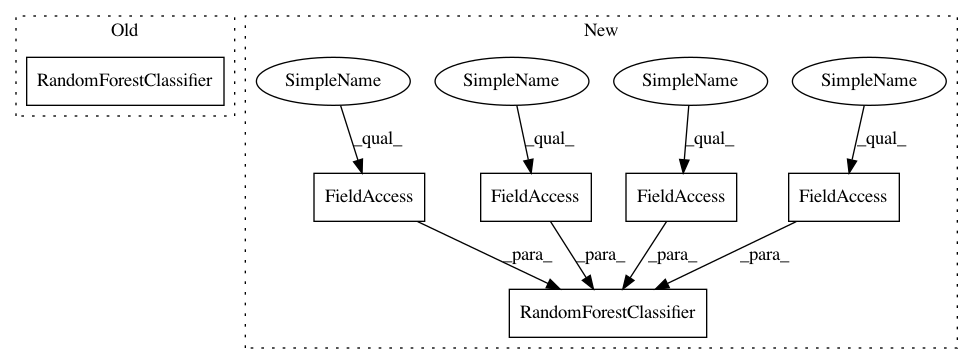 Old
New
RandomForestClassifier
SimpleName
SimpleName
SimpleName
SimpleName
_qual_
_qual_
_qual_
_qual_
FieldAccess
FieldAccess
FieldAccess
FieldAccess
_para_
_para_
_para_
_para_
RandomForestClassifier